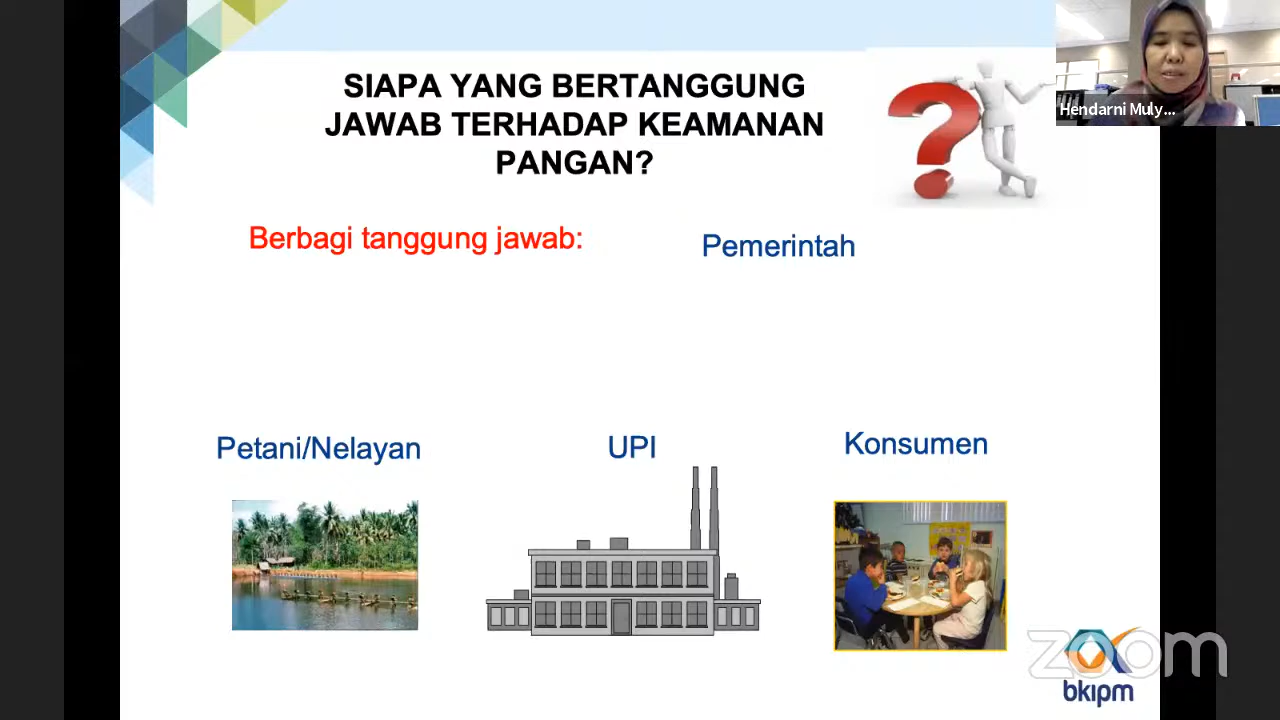 SIAPA YANG BERTANGGUNG
JAWAB TERHADAP KEAMANAN
PANGAN?
Hendarni Muly...
Berbagi tanggung jawab:
Pemerintah
Petani/Nelayan
UPI
Konsumen
zoom
bkipm